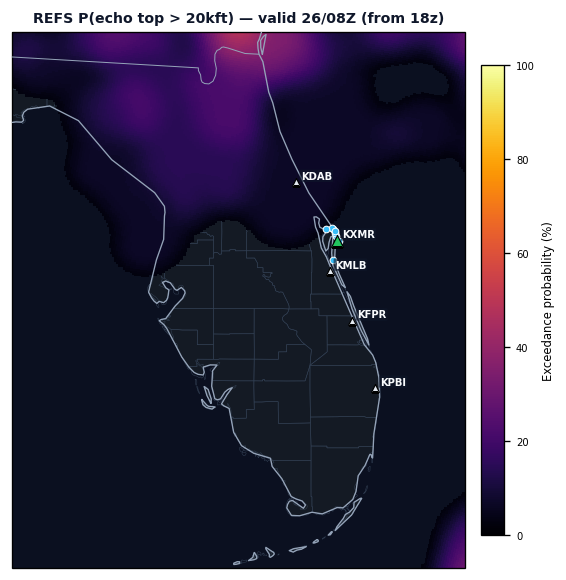 REFS P(echo top > 20kft) — valid 26/08Z (from 18z)
KDAB
KXMR
KMLB
KFPR
KPBI
100
80
60
40
20
0
Exceedance probability (%)